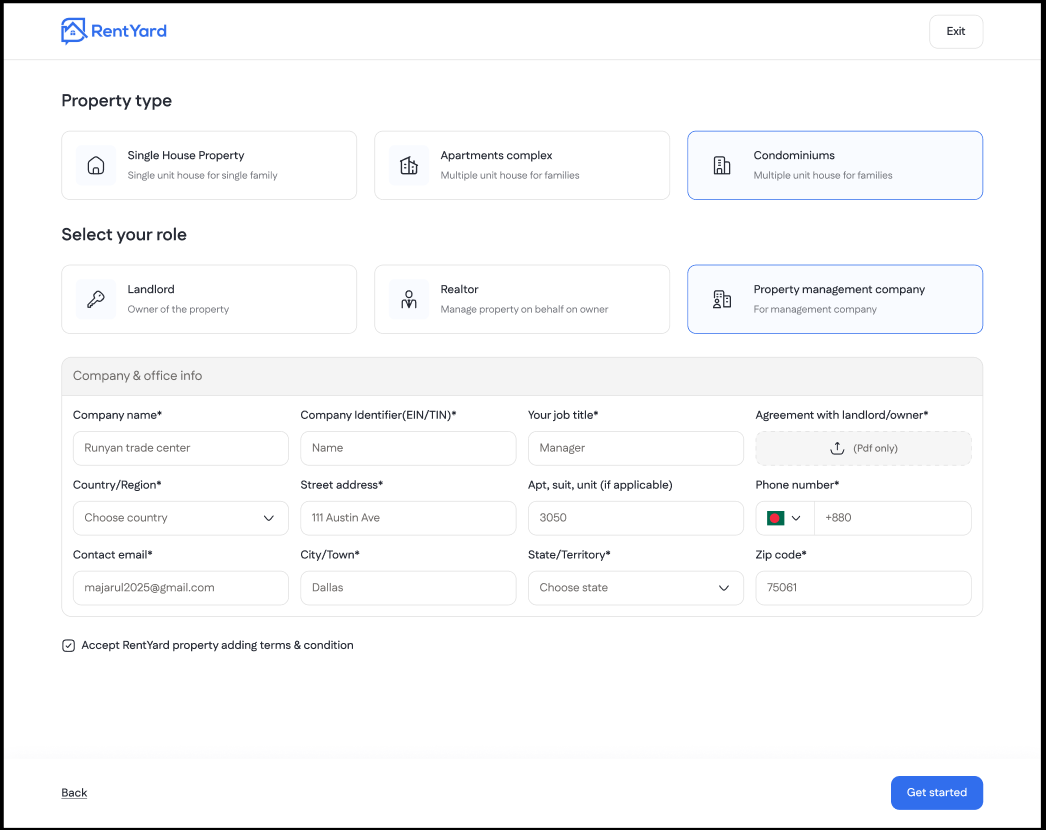 RentYard
Exit
Property type
Single House Property
Single unit house for single family
Apartments complex
Multiple unit house for families
Condominiums
Multiple unit house for families
Select your role
Landlord
Owner of the property
Realtor
Manage property on behalf on owner
Property management company
For management company
Company & office info
Company name*
Company Identifier(EIN/TIN)*
Your job title*
Agreement with landlord/owner*
Runyan trade center
Name
Manager
(Pdf only)
Country/Region*
Street address*
Apt, suit, unit (if applicable)
Phone number*
Choose country
111 Austin Ave
3050
+880
Contact email*
City/Town*
State/Territory*
Zip code*
majarul2025@gmail.com
Dallas
Choose state
75061
Accept RentYard property adding terms & condition
Back
Get started